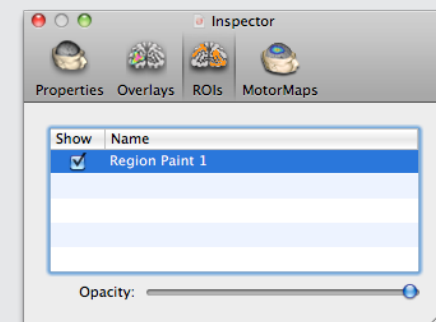 Inspector
Properties Overlays ROIs MotorMaps
Show Name
Region Paint 1
Opacity: